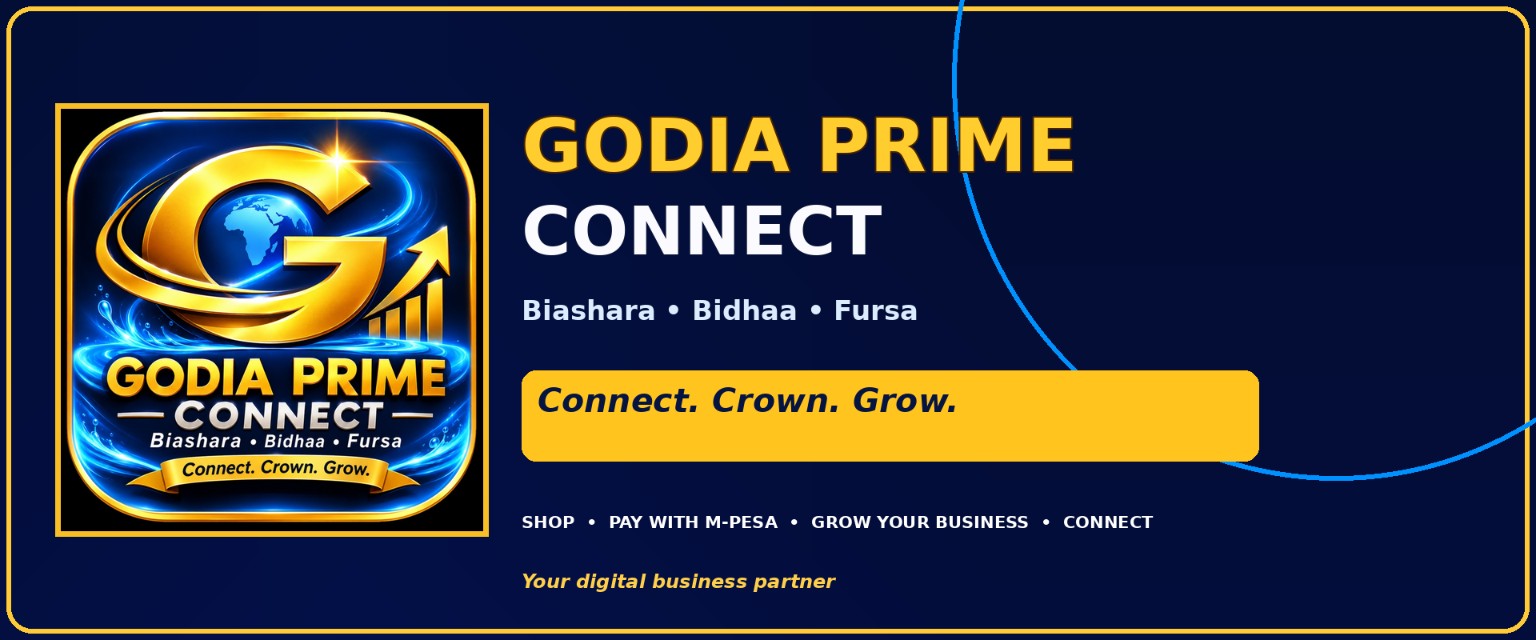 GODIA PRIME
CONNECT
Biashara • Bidhaa • Fursa
Connect. Crown. Grow.
GODIA PRIME
CONNECT
Biashara • Bidhaa • Fursa
Connect. Crown. Grow.
SHOP • PAY WITH M-PESA • GROW YOUR BUSINESS • CONNECT
Your digital business partner